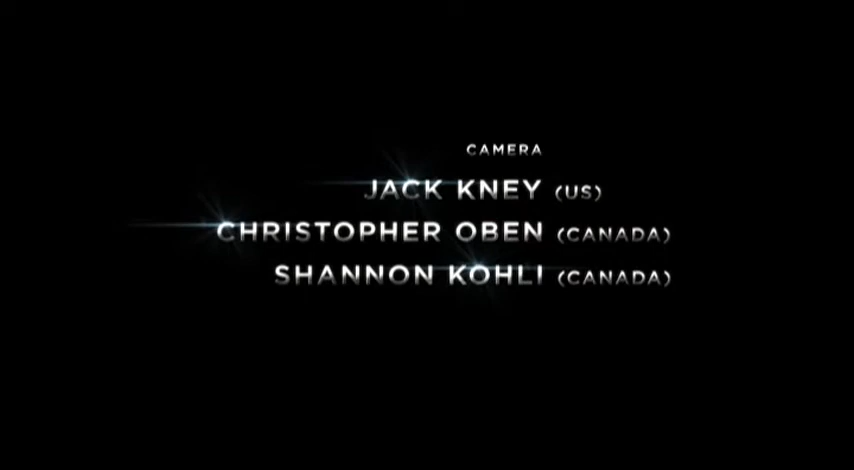 CAMERA
JACK KNEY (US)
CHRISTOPHER OBEN (CANADA)
SHANNON KOHLI (CANADA)